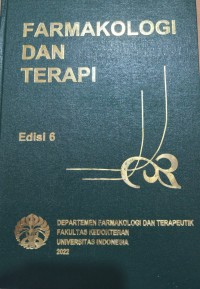 FARMAKOLOGI
DAN
TERAPI
Edisi 6
DEPARTEMEN FARMAKOLOGI DAN TERAPEUTIK
FAKULTAS KEDOKTERAN
UNIVERSITAS INDONESIA
2022